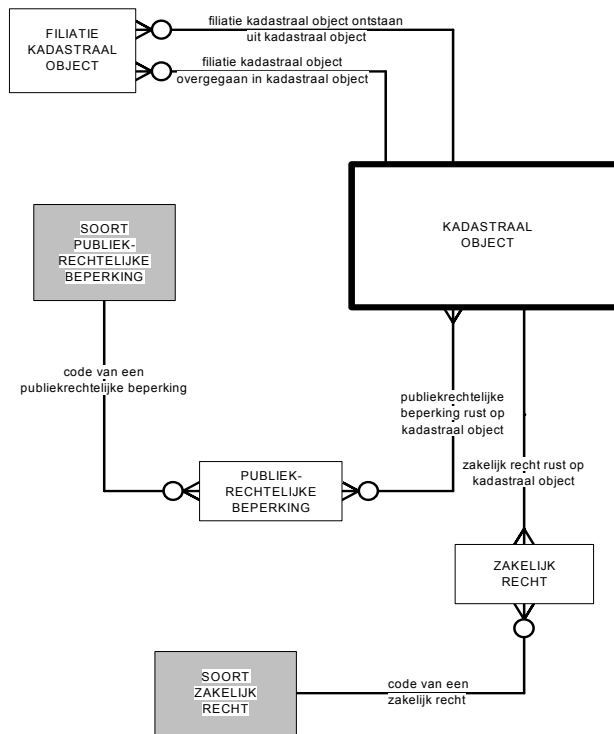 FILIATIE
KADASTRAAL
OBJECT
filiatie kadastraal object ontstaan
uit kadastraal object
filiatie kadastraal object
overgegaan in kadastraal object
KADASTRAAL
OBJECT
SOORT
PUBLIEK-
RECHTELIJKE
BEPERKING
code van een
publiekrechtelijke beperking
publiekrechtelijke
beperking rust op
kadastraal object
PUBLIEK-
RECHTELIJKE
BEPERKING
zakelijk recht rust op
kadastraal object
ZAKELIJK
RECHT
SOORT
ZAKELIJK
RECHT
code van een
zakelijk recht